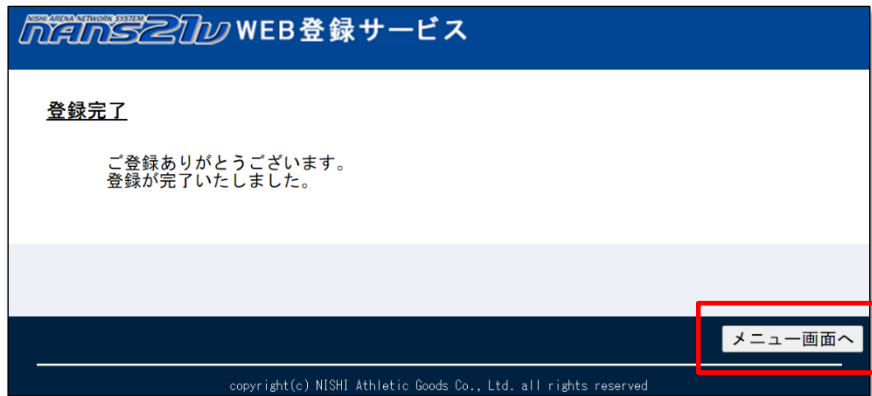 NISHI ARENA NETWORK SYSTEM
nans21v WEB登録サービス
登録完了
ご登録ありがとうございます。
登録が完了いたしました。
メニュー画面へ
copyright(c) NISHI Athletic Goods Co., Ltd. all rights reserved